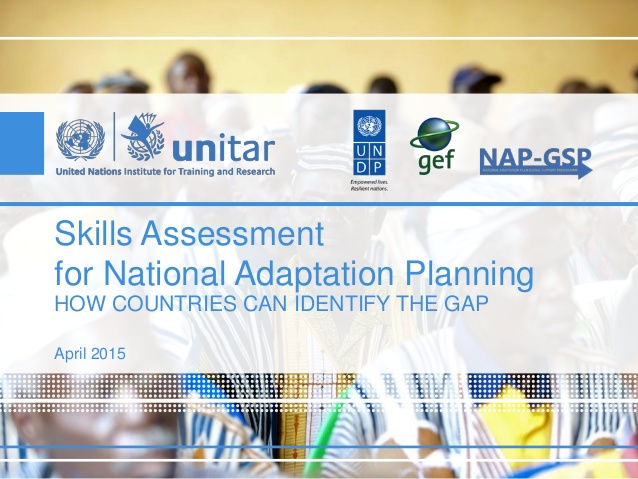 unitar
United Nations Institute for Training and Research
U N
D P
Empowered lives.
Resilient nations.
gef
NAP-GSP
Skills Assessment
for National Adaptation Planning
HOW COUNTRIES CAN IDENTIFY THE GAP
April 2015